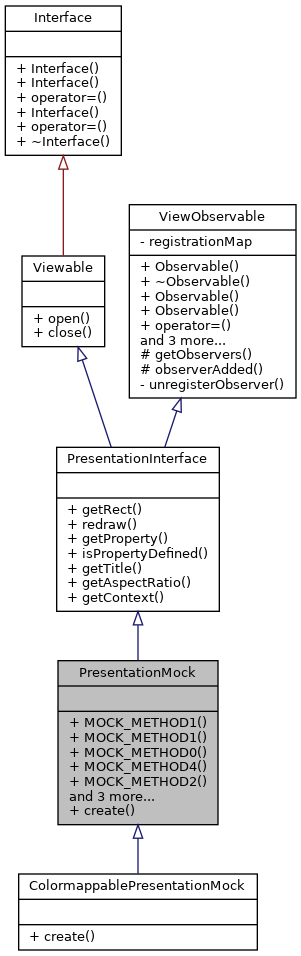 Interface
+ Interface()
+ Interface()
+ operator=()
+ Interface()
+ operator=()
+ ~Interface()
ViewObservable
- registrationMap
+ Observable()
+ ~Observable()
+ Observable()
+ Observable()
+ operator=()
and 3 more...
# getObservers()
# observerAdded()
- unregisterObserver()
Viewable
+ open()
+ close()
PresentationInterface
+ getRect()
+ redraw()
+ getProperty()
+ isPropertyDefined()
+ getTitle()
+ getAspectRatio()
+ getContext()
PresentationMock
+ MOCK_METHOD1()
+ MOCK_METHOD1()
+ MOCK_METHOD0()
+ MOCK_METHOD4()
+ MOCK_METHOD2()
and 3 more...
+ create()
ColormappablePresentationMock
+ create()